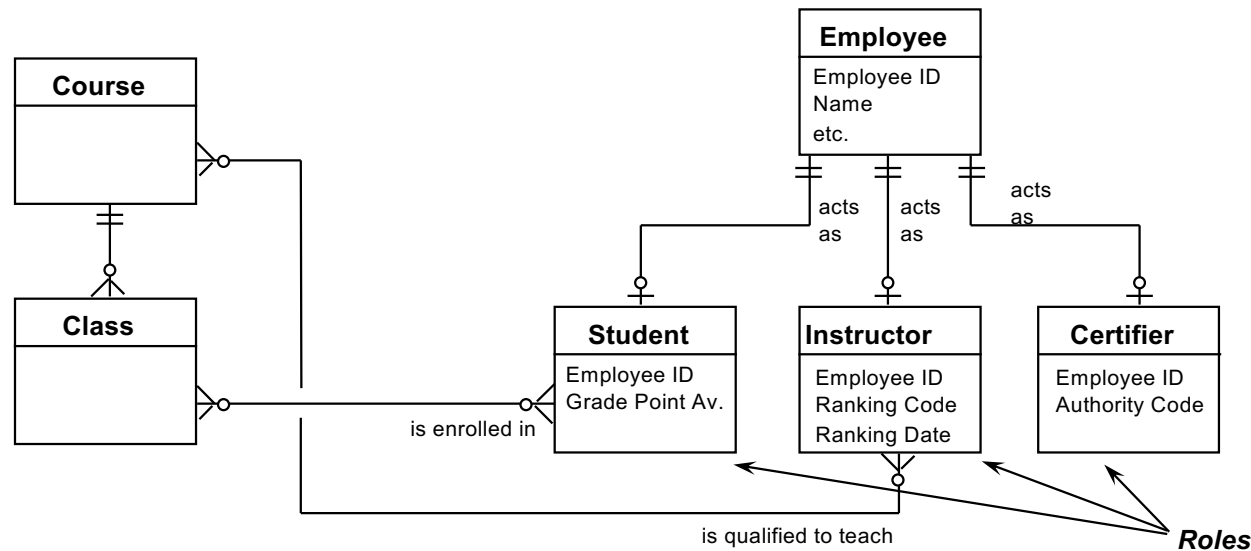 Employee
Employee ID
Name
etc.
Course
acts
as
acts
as
acts
as
Class
Student
Employee ID
Grade Point Av.
Instructor
Employee ID
Ranking Code
Ranking Date
Certifier
Employee ID
Authority Code
is enrolled in
is qualified to teach
Roles